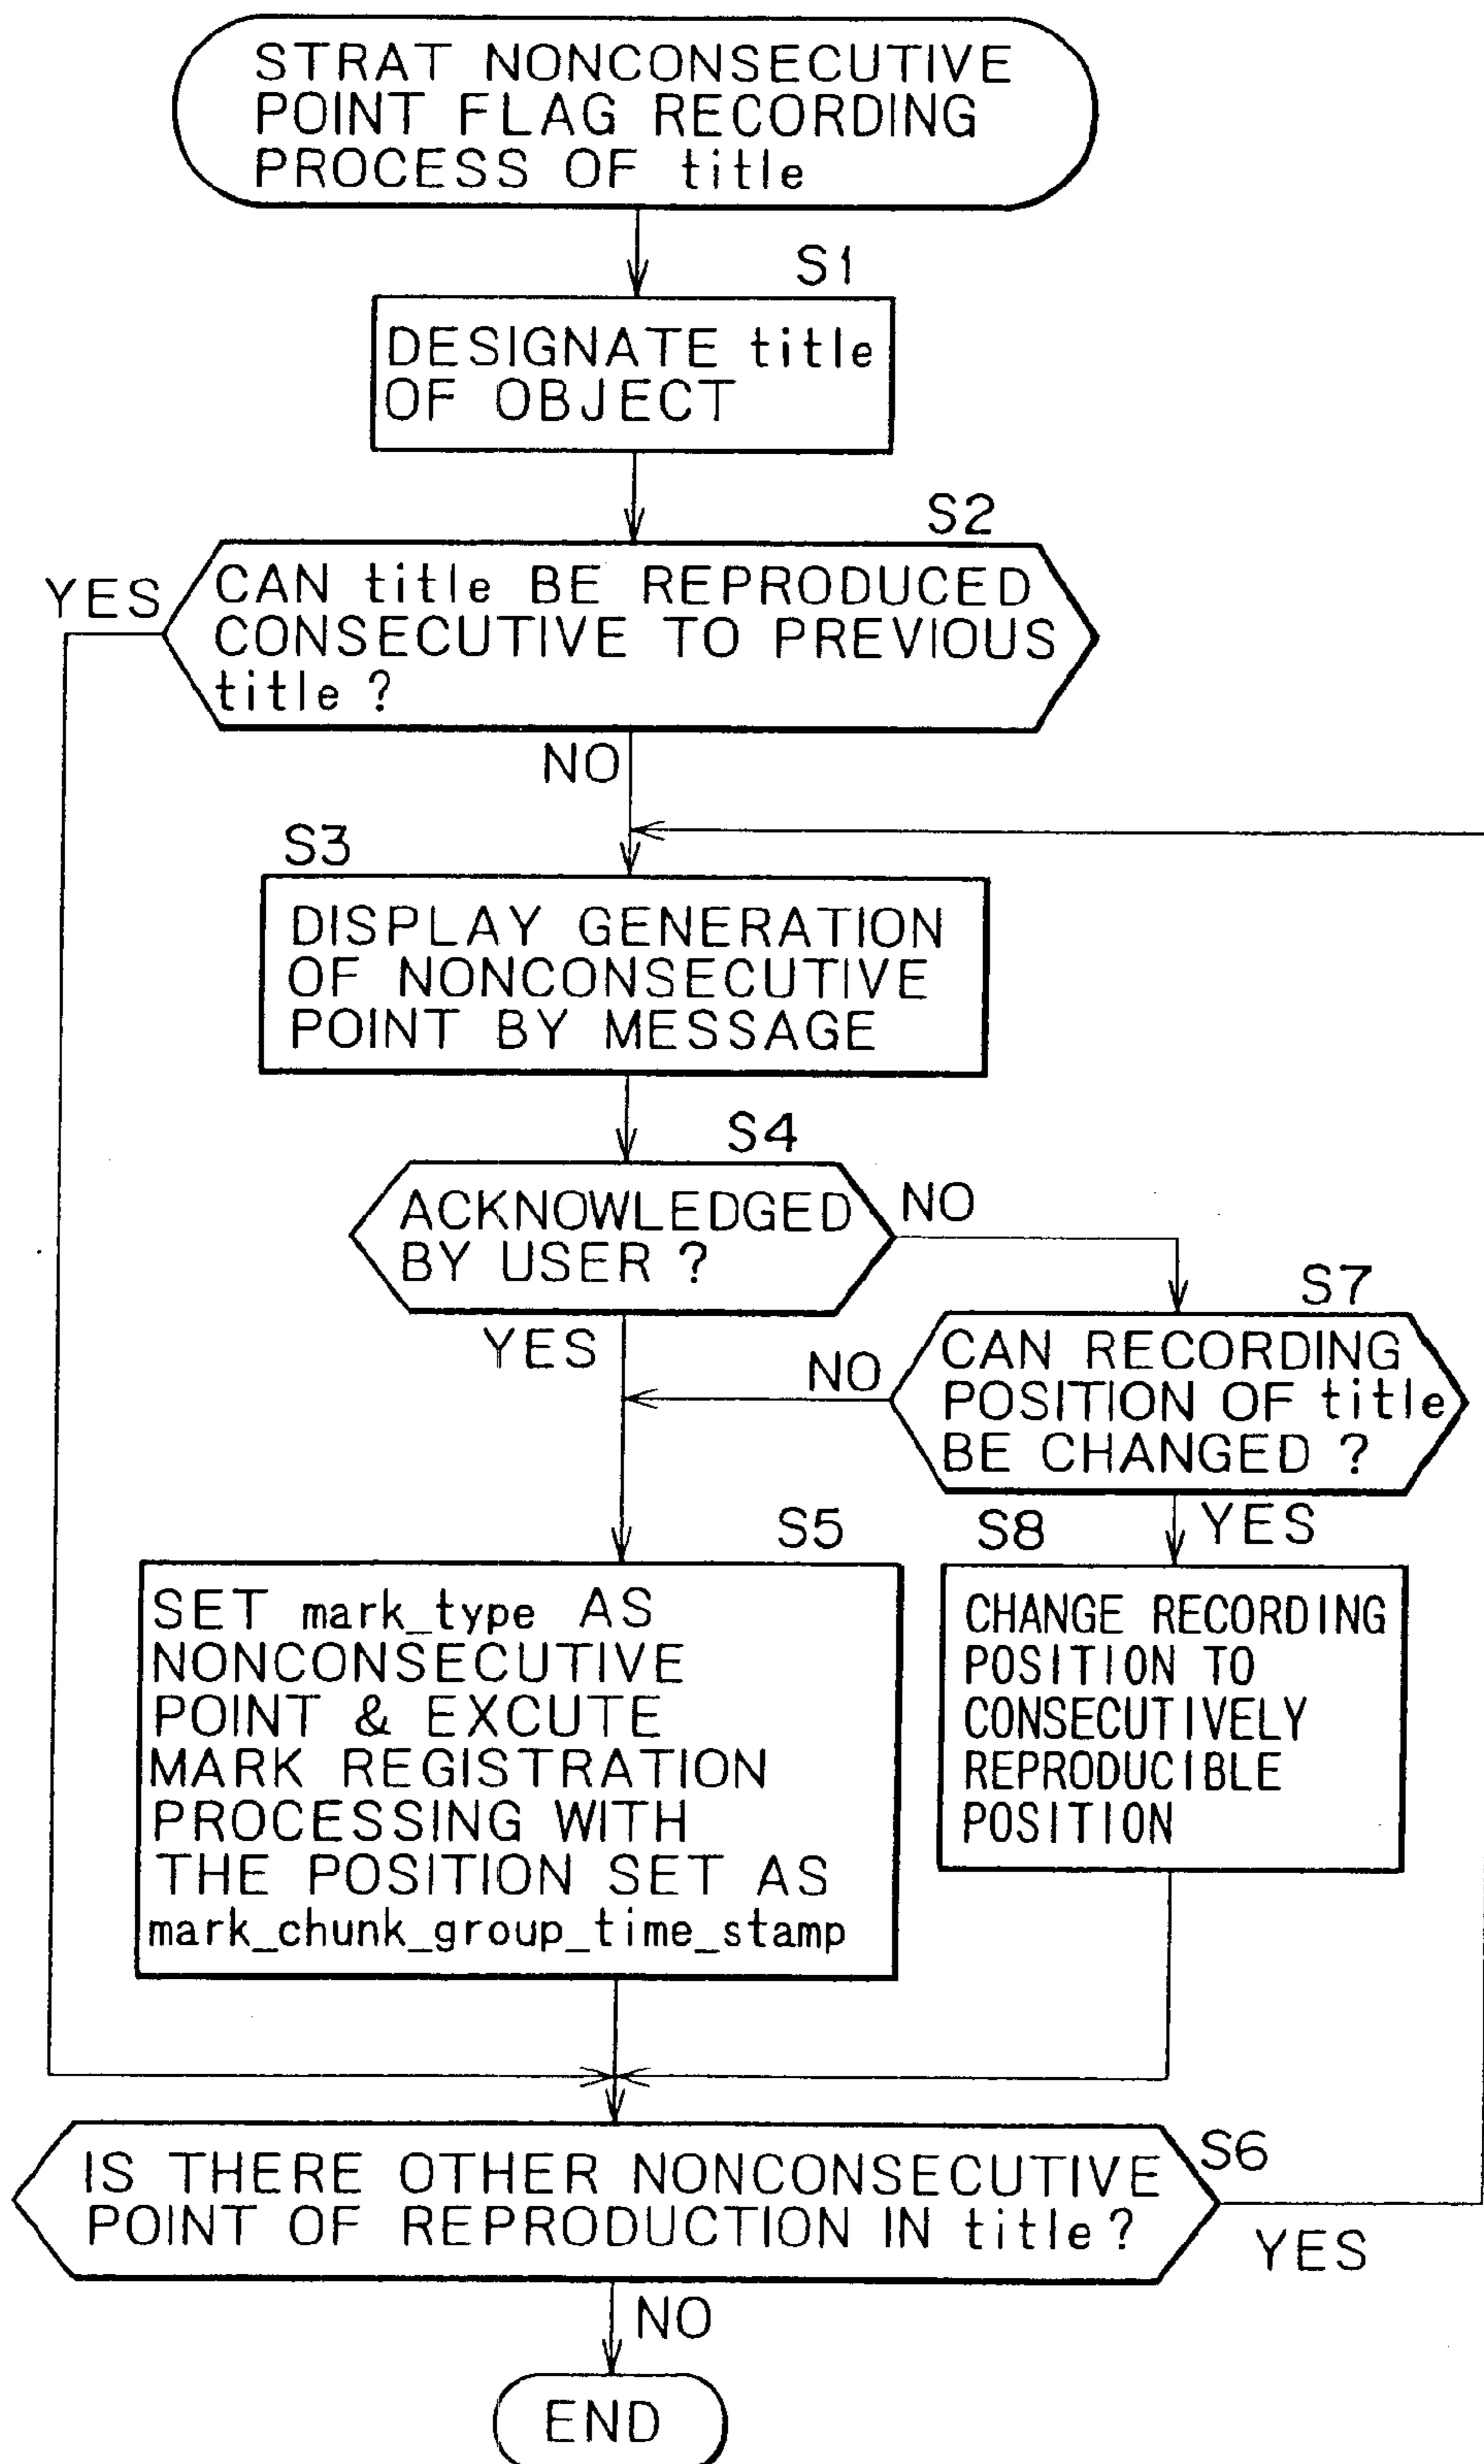 STRAT NONCONSECUTIVE
POINT FLAG RECORDING
PROCESS OF title
S1
DESIGNATE title
OF OBJECT
S2
YES
CAN title BE REPRODUCED
CONSECUTIVE TO PREVIOUS
title ?
NO
S3
DISPLAY GENERATION
OF NONCONSECUTIVE
POINT BY MESSAGE
S4
ACKNOWLEDGED
BY USER ?
NO
YES
S7
CAN RECORDING
POSITION OF title
BE CHANGED ?
NO
YES
S5
SET mark_type AS
NONCONSECUTIVE
POINT & EXCUTE
MARK REGISTRATION
PROCESSING WITH
THE POSITION SET AS
mark_chunk_group_time_stamp
S8
CHANGE RECORDING
POSITION TO
CONSECUTIVELY
REPRODUCIBLE
POSITION
S6
IS THERE OTHER NONCONSECUTIVE
POINT OF REPRODUCTION IN title ?
YES
NO
END